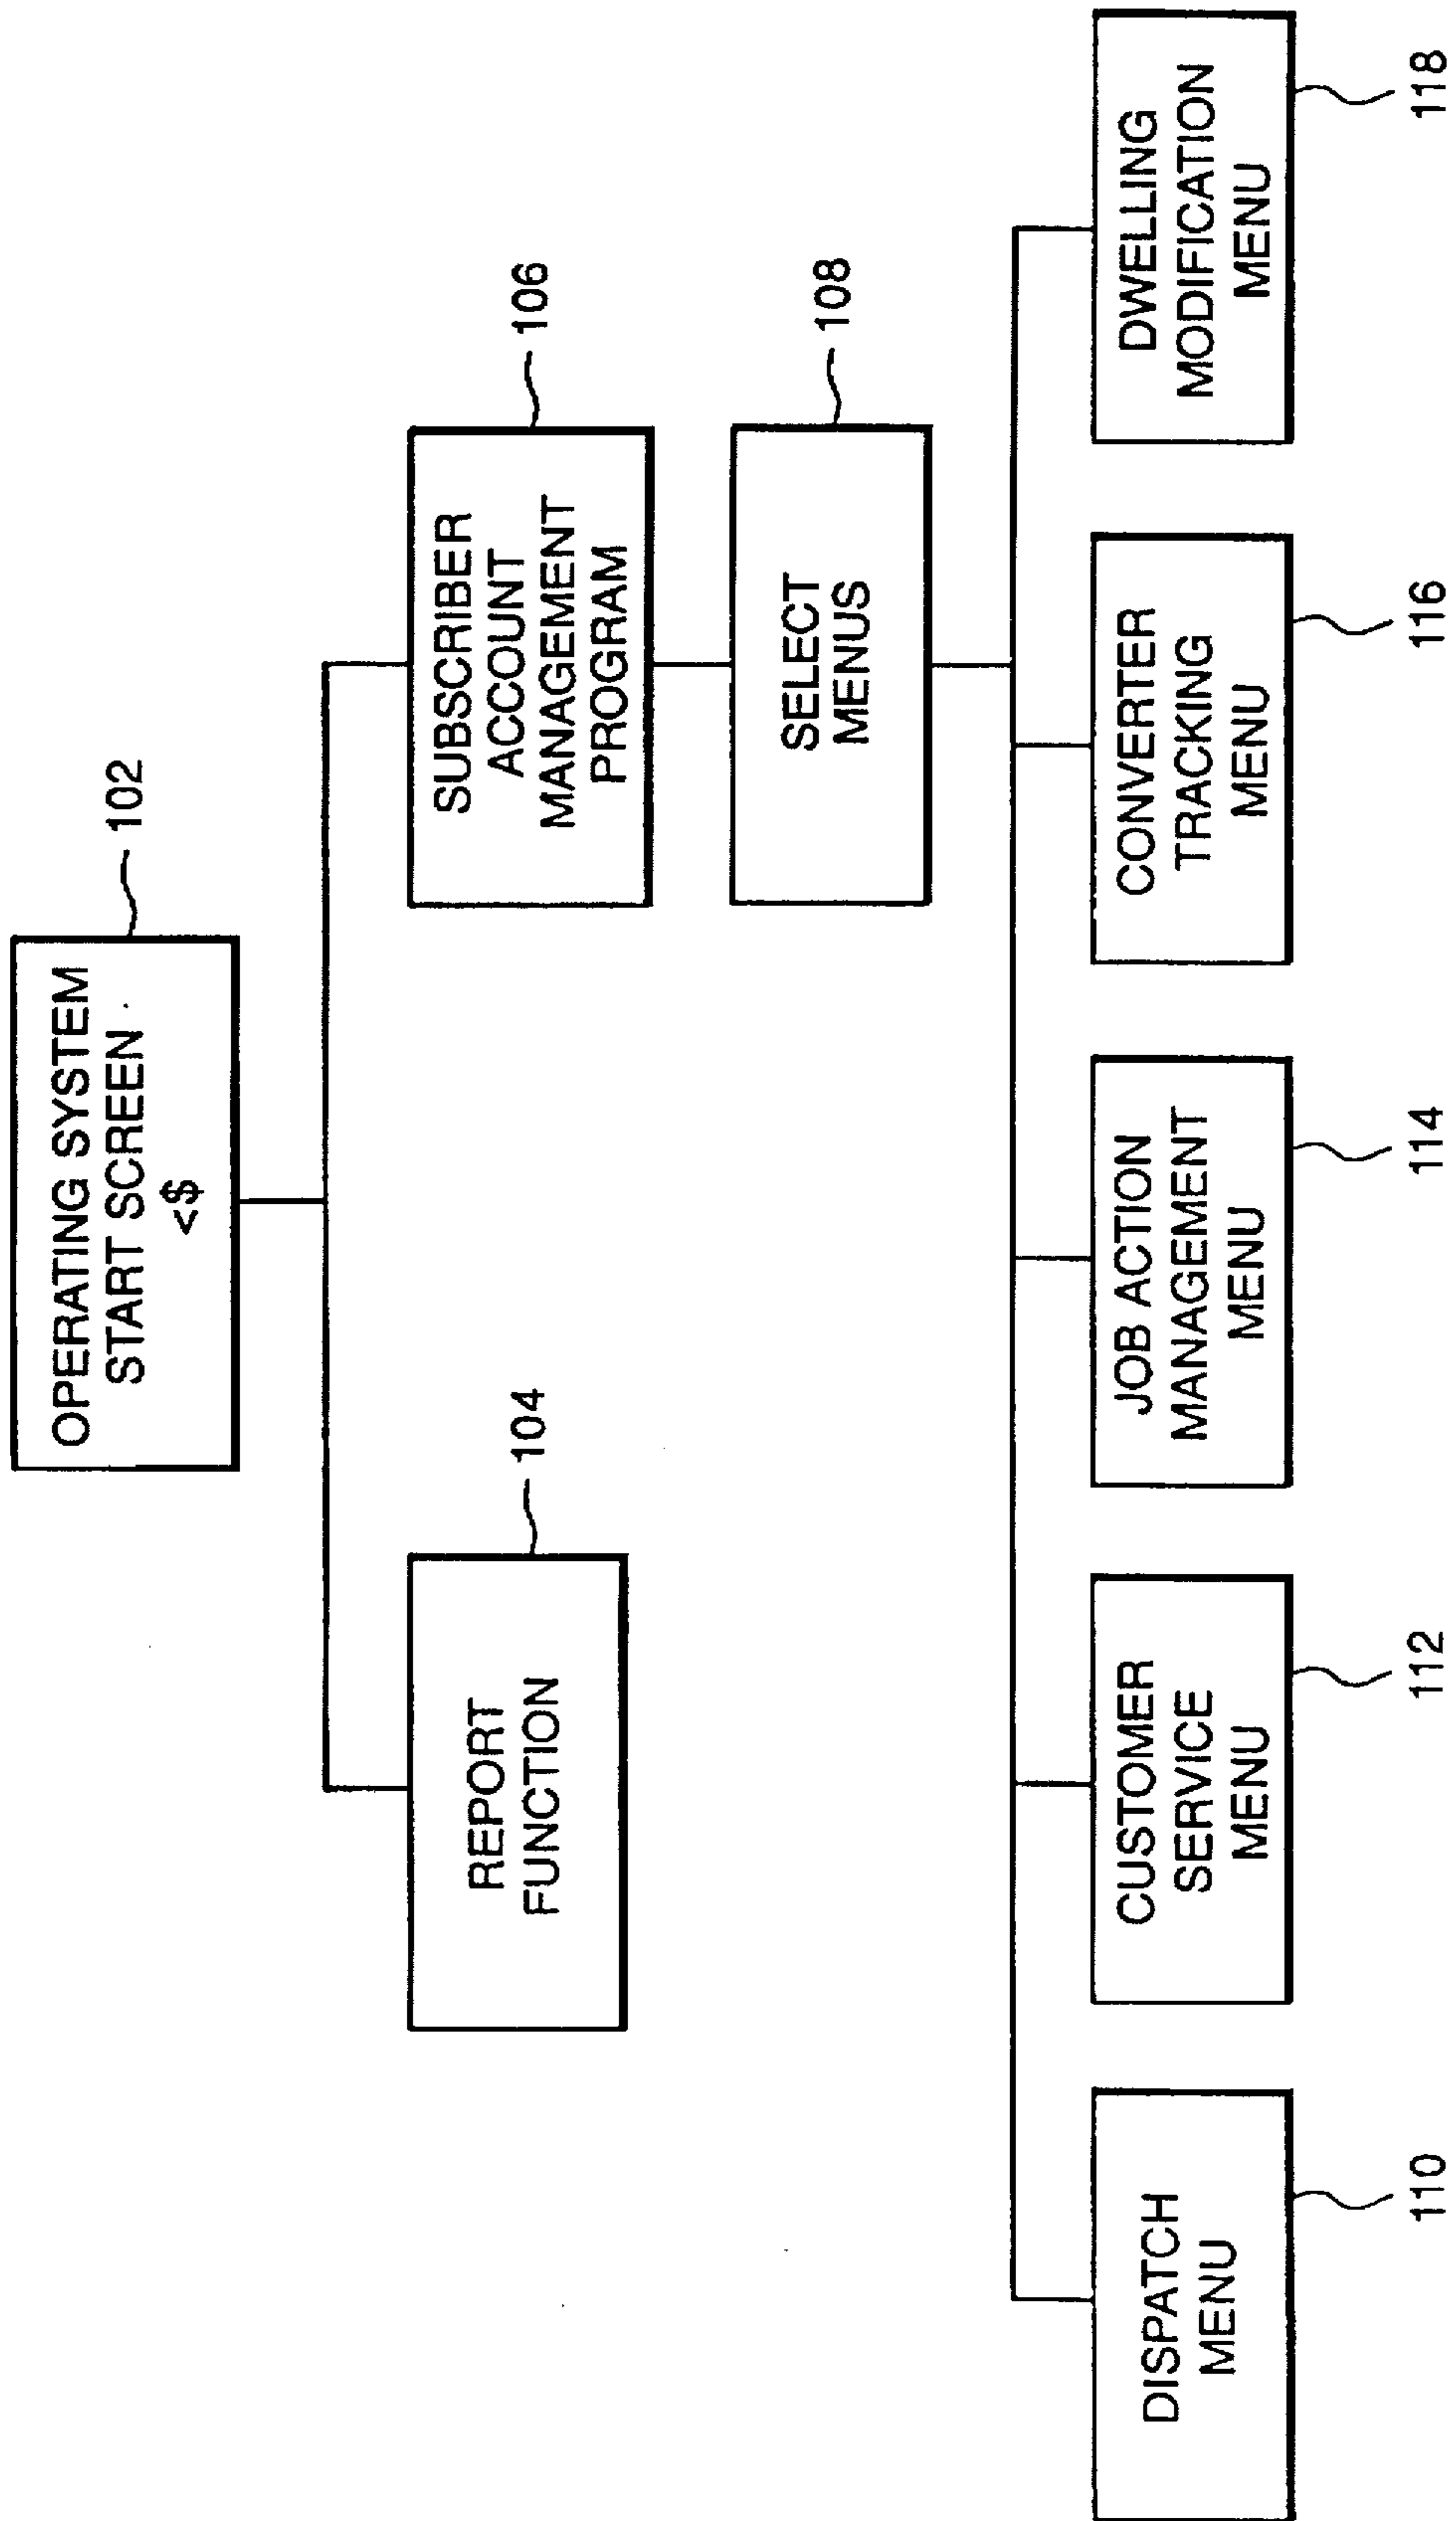 OPERATING SYSTEM
START SCREEN
<$
102
REPORT
FUNCTION
104
SUBSCRIBER
ACCOUNT
MANAGEMENT
PROGRAM
106
SELECT
MENUS
108
DISPATCH
MENU
110
CUSTOMER
SERVICE
MENU
112
JOB ACTION
MANAGEMENT
MENU
114
CONVERTER
TRACKING
MENU
116
DWELLING
MODIFICATION
MENU
118